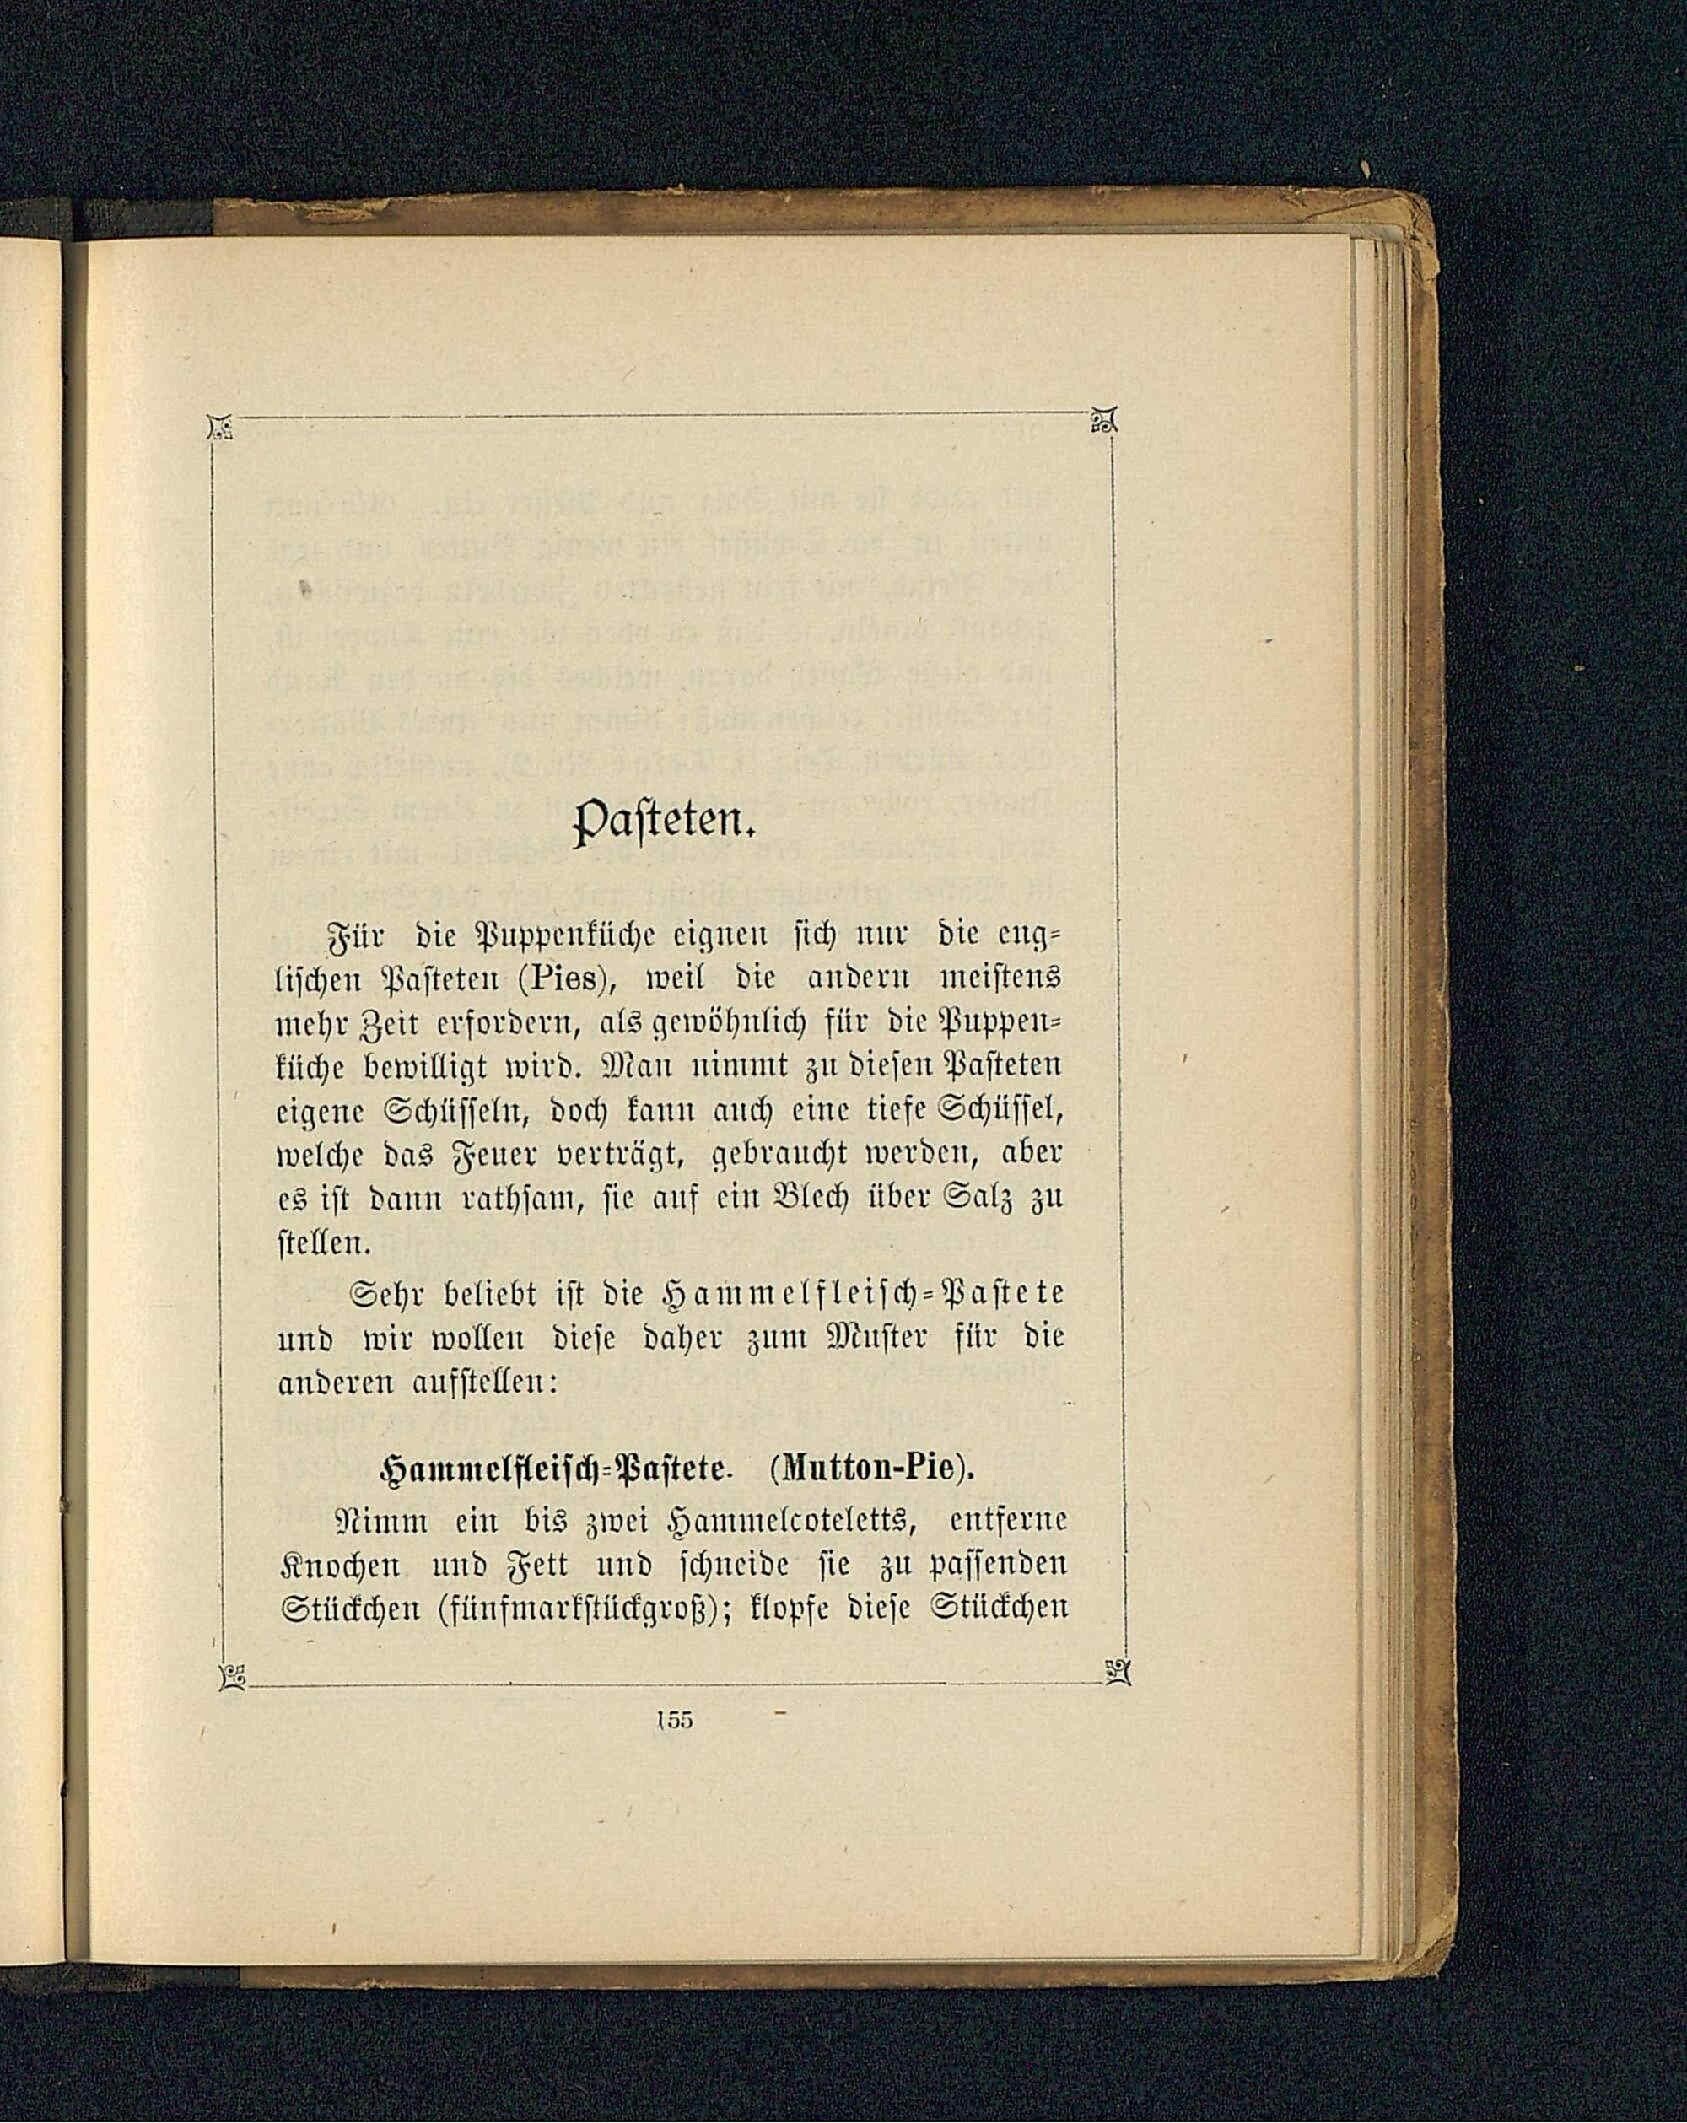 Pasteten.
Für die Puppenküche eignen sich nur die eng-
lischen Pasteten (Pies), weil die andern meistens
mehr Zeit erfordern, als gewöhnlich für die Puppen-
küche bewilligt wird. Man nimmt zu diesen Pasteten
eigene Schüsseln, doch kann auch eine tiefe Schüssel,
welche das Feuer verträgt, gebraucht werden, aber
es ist dann rathsam, sie auf ein Blech über Salz zu
stellen.
Sehr beliebt ist die Hammelfleisch-Pastete
und wir wollen diese daher zum Muster für die
anderen aufstellen:
Hammelfleisch-Pastete. (Mutton-Pie).
Nimm ein bis zwei Hammelcoteletts, entferne
Knochen und Fett und schneide sie zu passenden
Stückchen (fünfmarkstückgroß); klopfe diese Stückchen
155